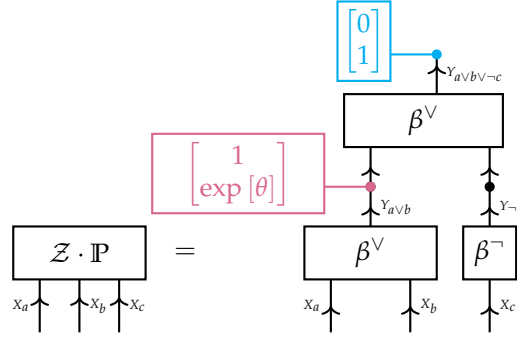 [0
1]
Y_{a∨b∨¬c}
β^∨
[1
exp [θ]]
Y_{a∨b}
Y_¬
𝒵 · ℙ
=
β^∨
β^¬
X_a
X_b
X_c
X_a
X_b
X_c